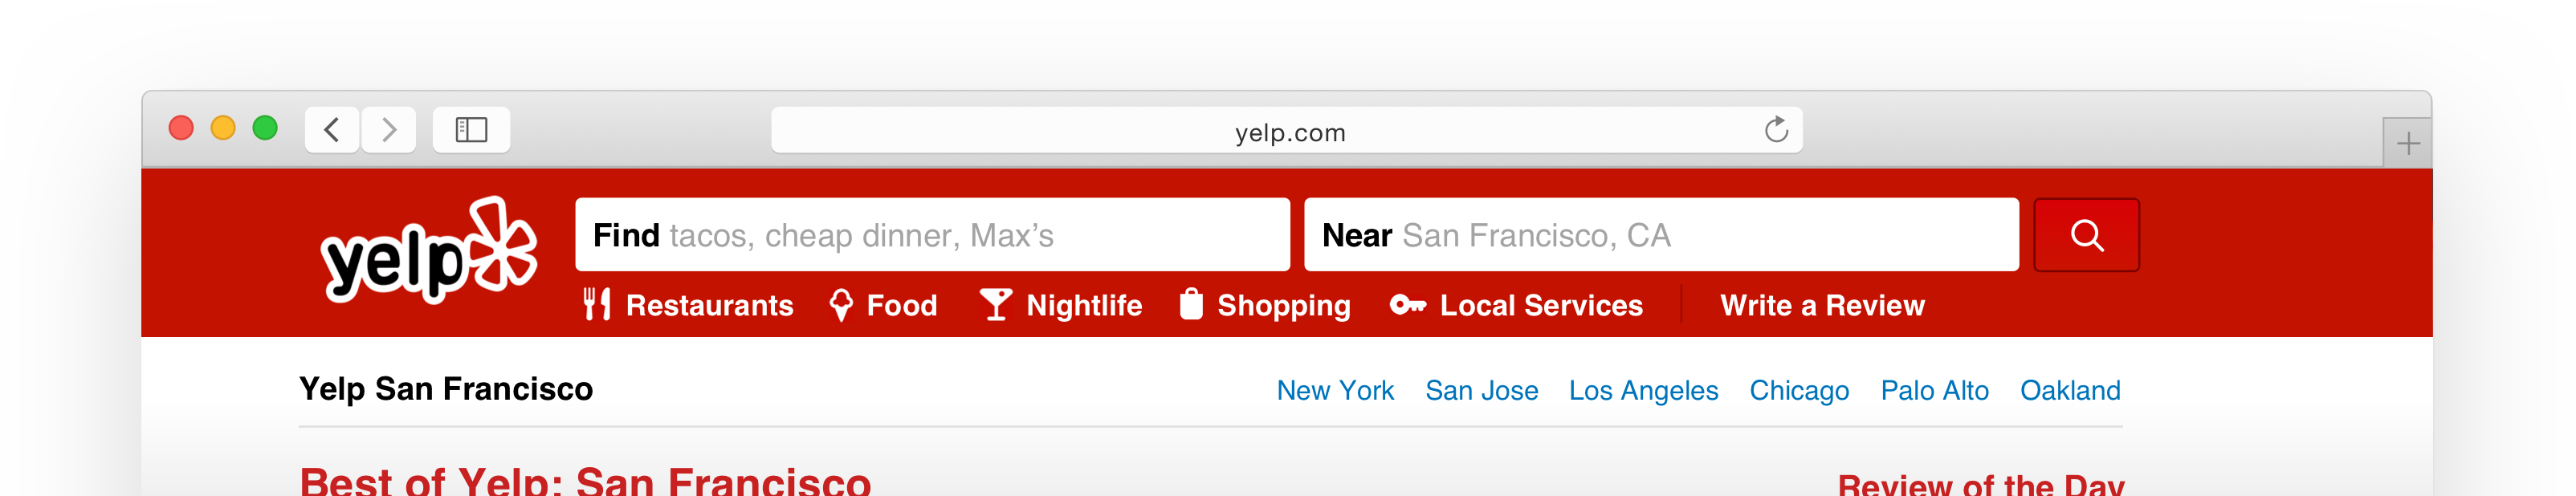 yelp.com
yelp
Find tacos, cheap dinner, Max’s
Near San Francisco, CA
Restaurants Food Nightlife Shopping Local Services Write a Review
Yelp San Francisco
New York San Jose Los Angeles Chicago Palo Alto Oakland
Best of Yelp: San Francisco
Review of the Day